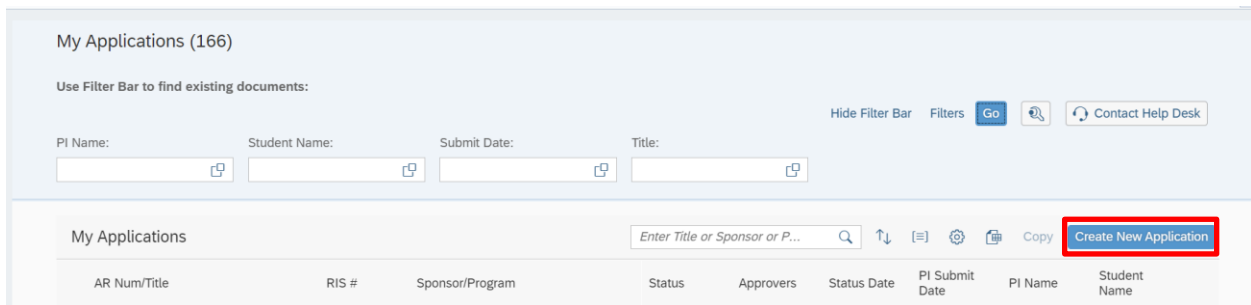 My Applications (166)
Use Filter Bar to find existing documents:
Hide Filter Bar Filters Go Contact Help Desk
PI Name: Student Name: Submit Date: Title:
My Applications Enter Title or Sponsor or P... Copy Create New Application
AR Num/Title RIS # Sponsor/Program Status Approvers Status Date PI Submit Date PI Name Student Name